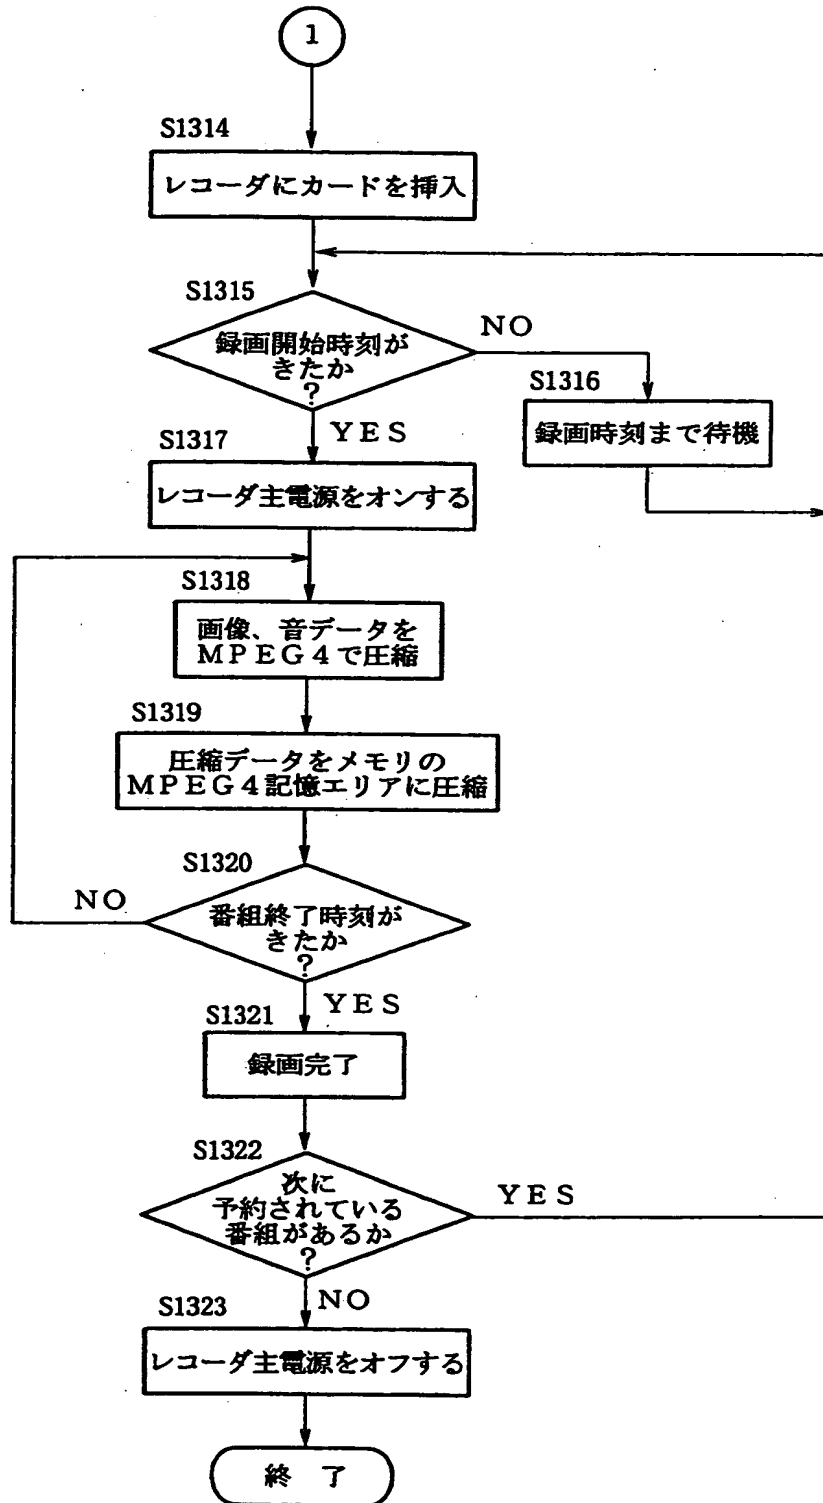 1
S1314
レコーダにカードを挿入
S1315
録画開始時刻が
きたか
?
NO
S1316
録画時刻まで待機
YES
S1317
レコーダ主電源をオンする
S1318
画像、音データを
MPEG4で圧縮
S1319
圧縮データをメモリの
MPEG4記憶エリアに圧縮
S1320
NO
番組終了時刻が
きたか
?
YES
S1321
録画完了
S1322
次に
予約されている
番組があるか
?
YES
NO
S1323
レコーダ主電源をオフする
終 了